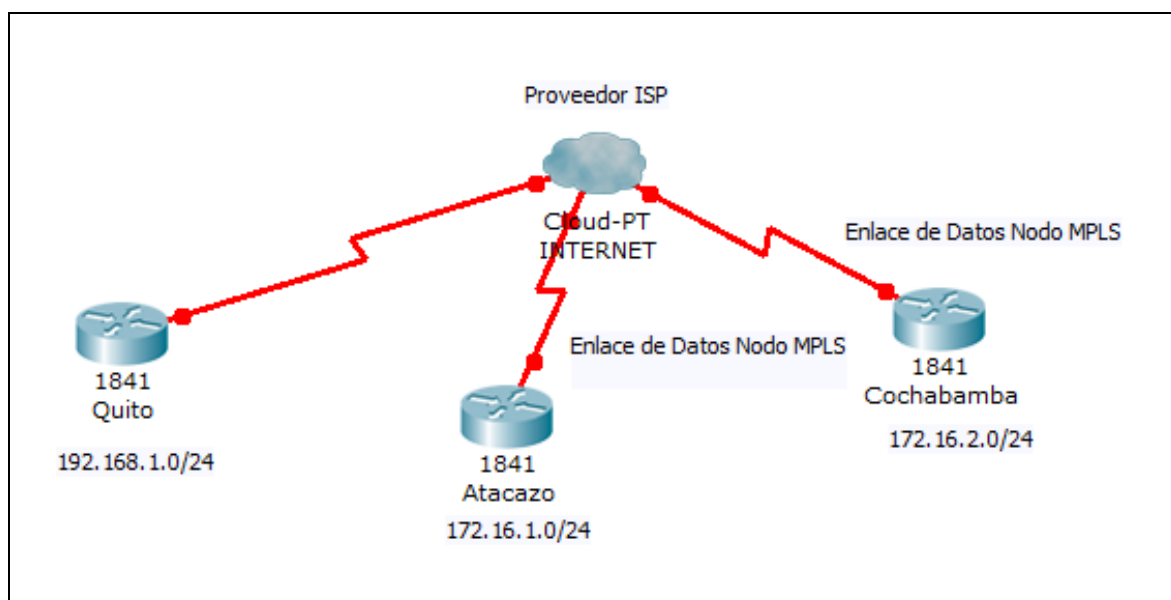 Proveedor ISP
Cloud-PT
INTERNET
Enlace de Datos Nodo MPLS
Enlace de Datos Nodo MPLS
1841
Quito
192.168.1.0/24
1841
Atacazo
172.16.1.0/24
1841
Cochabamba
172.16.2.0/24